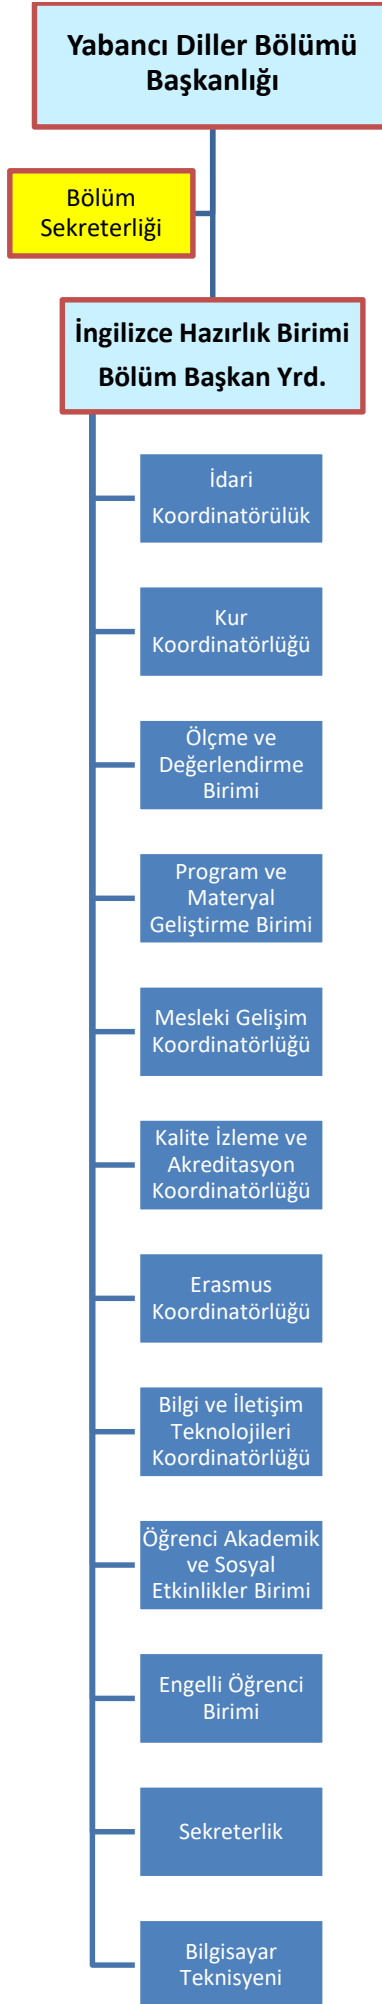 Yabancı Diller Bölümü
Başkanlığı
Bölüm
Sekreterliği
İngilizce Hazırlık Birimi
Bölüm Başkan Yrd.
İdari
Koordinatörülük
Kur
Koordinatörlüğü
Ölçme ve
Değerlendirme
Birimi
Program ve
Materyal
Geliştirme Birimi
Mesleki Gelişim
Koordinatörlüğü
Kalite İzleme ve
Akreditasyon
Koordinatörlüğü
Erasmus
Koordinatörlüğü
Bilgi ve İletişim
Teknolojileri
Koordinatörlüğü
Öğrenci Akademik
ve Sosyal
Etkinlikler Birimi
Engelli Öğrenci
Birimi
Sekreterlik
Bilgisayar
Teknisyeni